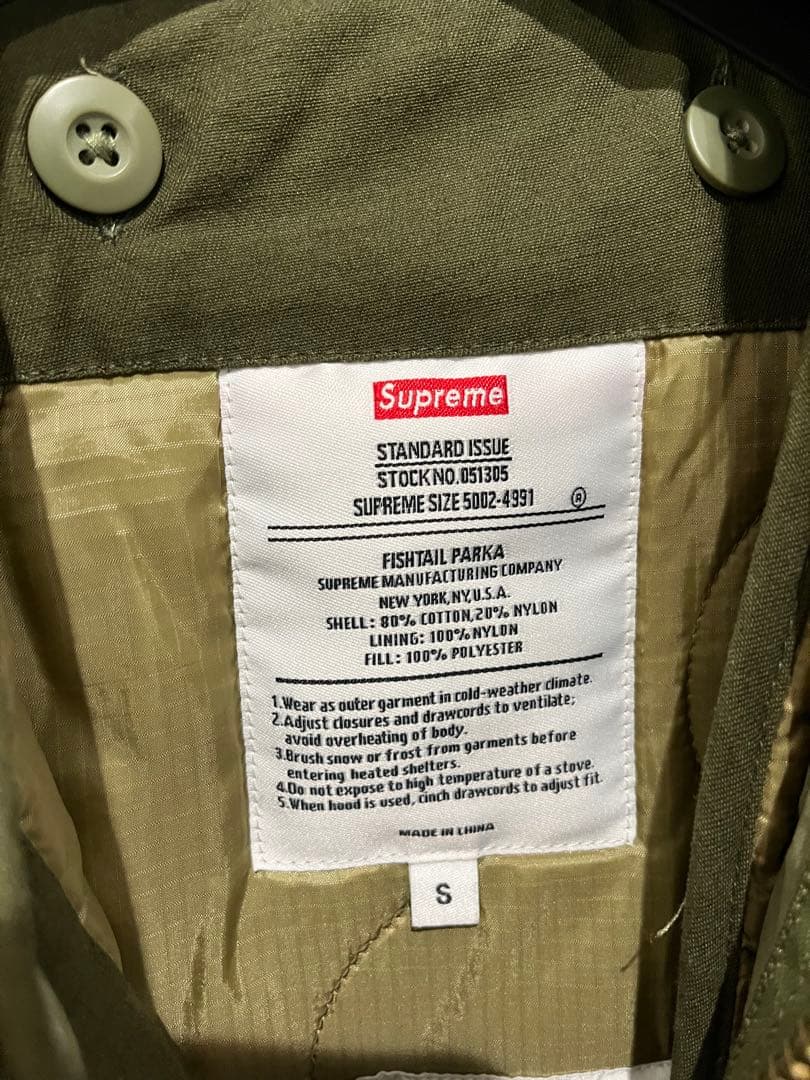 Supreme
STANDARD ISSUE
STOCK NO. 051305
SUPREME SIZE 5002-4991 ®
FISHTAIL PARKA
SUPREME MANUFACTURING COMPANY
NEW YORK, NY, U.S.A.
SHELL: 80% COTTON, 20% NYLON
LINING: 100% NYLON
FILL: 100% POLYESTER
1.Wear as outer garment in cold-weather climate.
2.Adjust closures and drawcords to ventilate;
avoid overheating of body.
3.Brush snow or frost from garments before
entering heated shelters.
4.Do not expose to high temperature of a stove.
5.When hood is used, cinch drawcords to adjust fit.
MADE IN CHINA
S